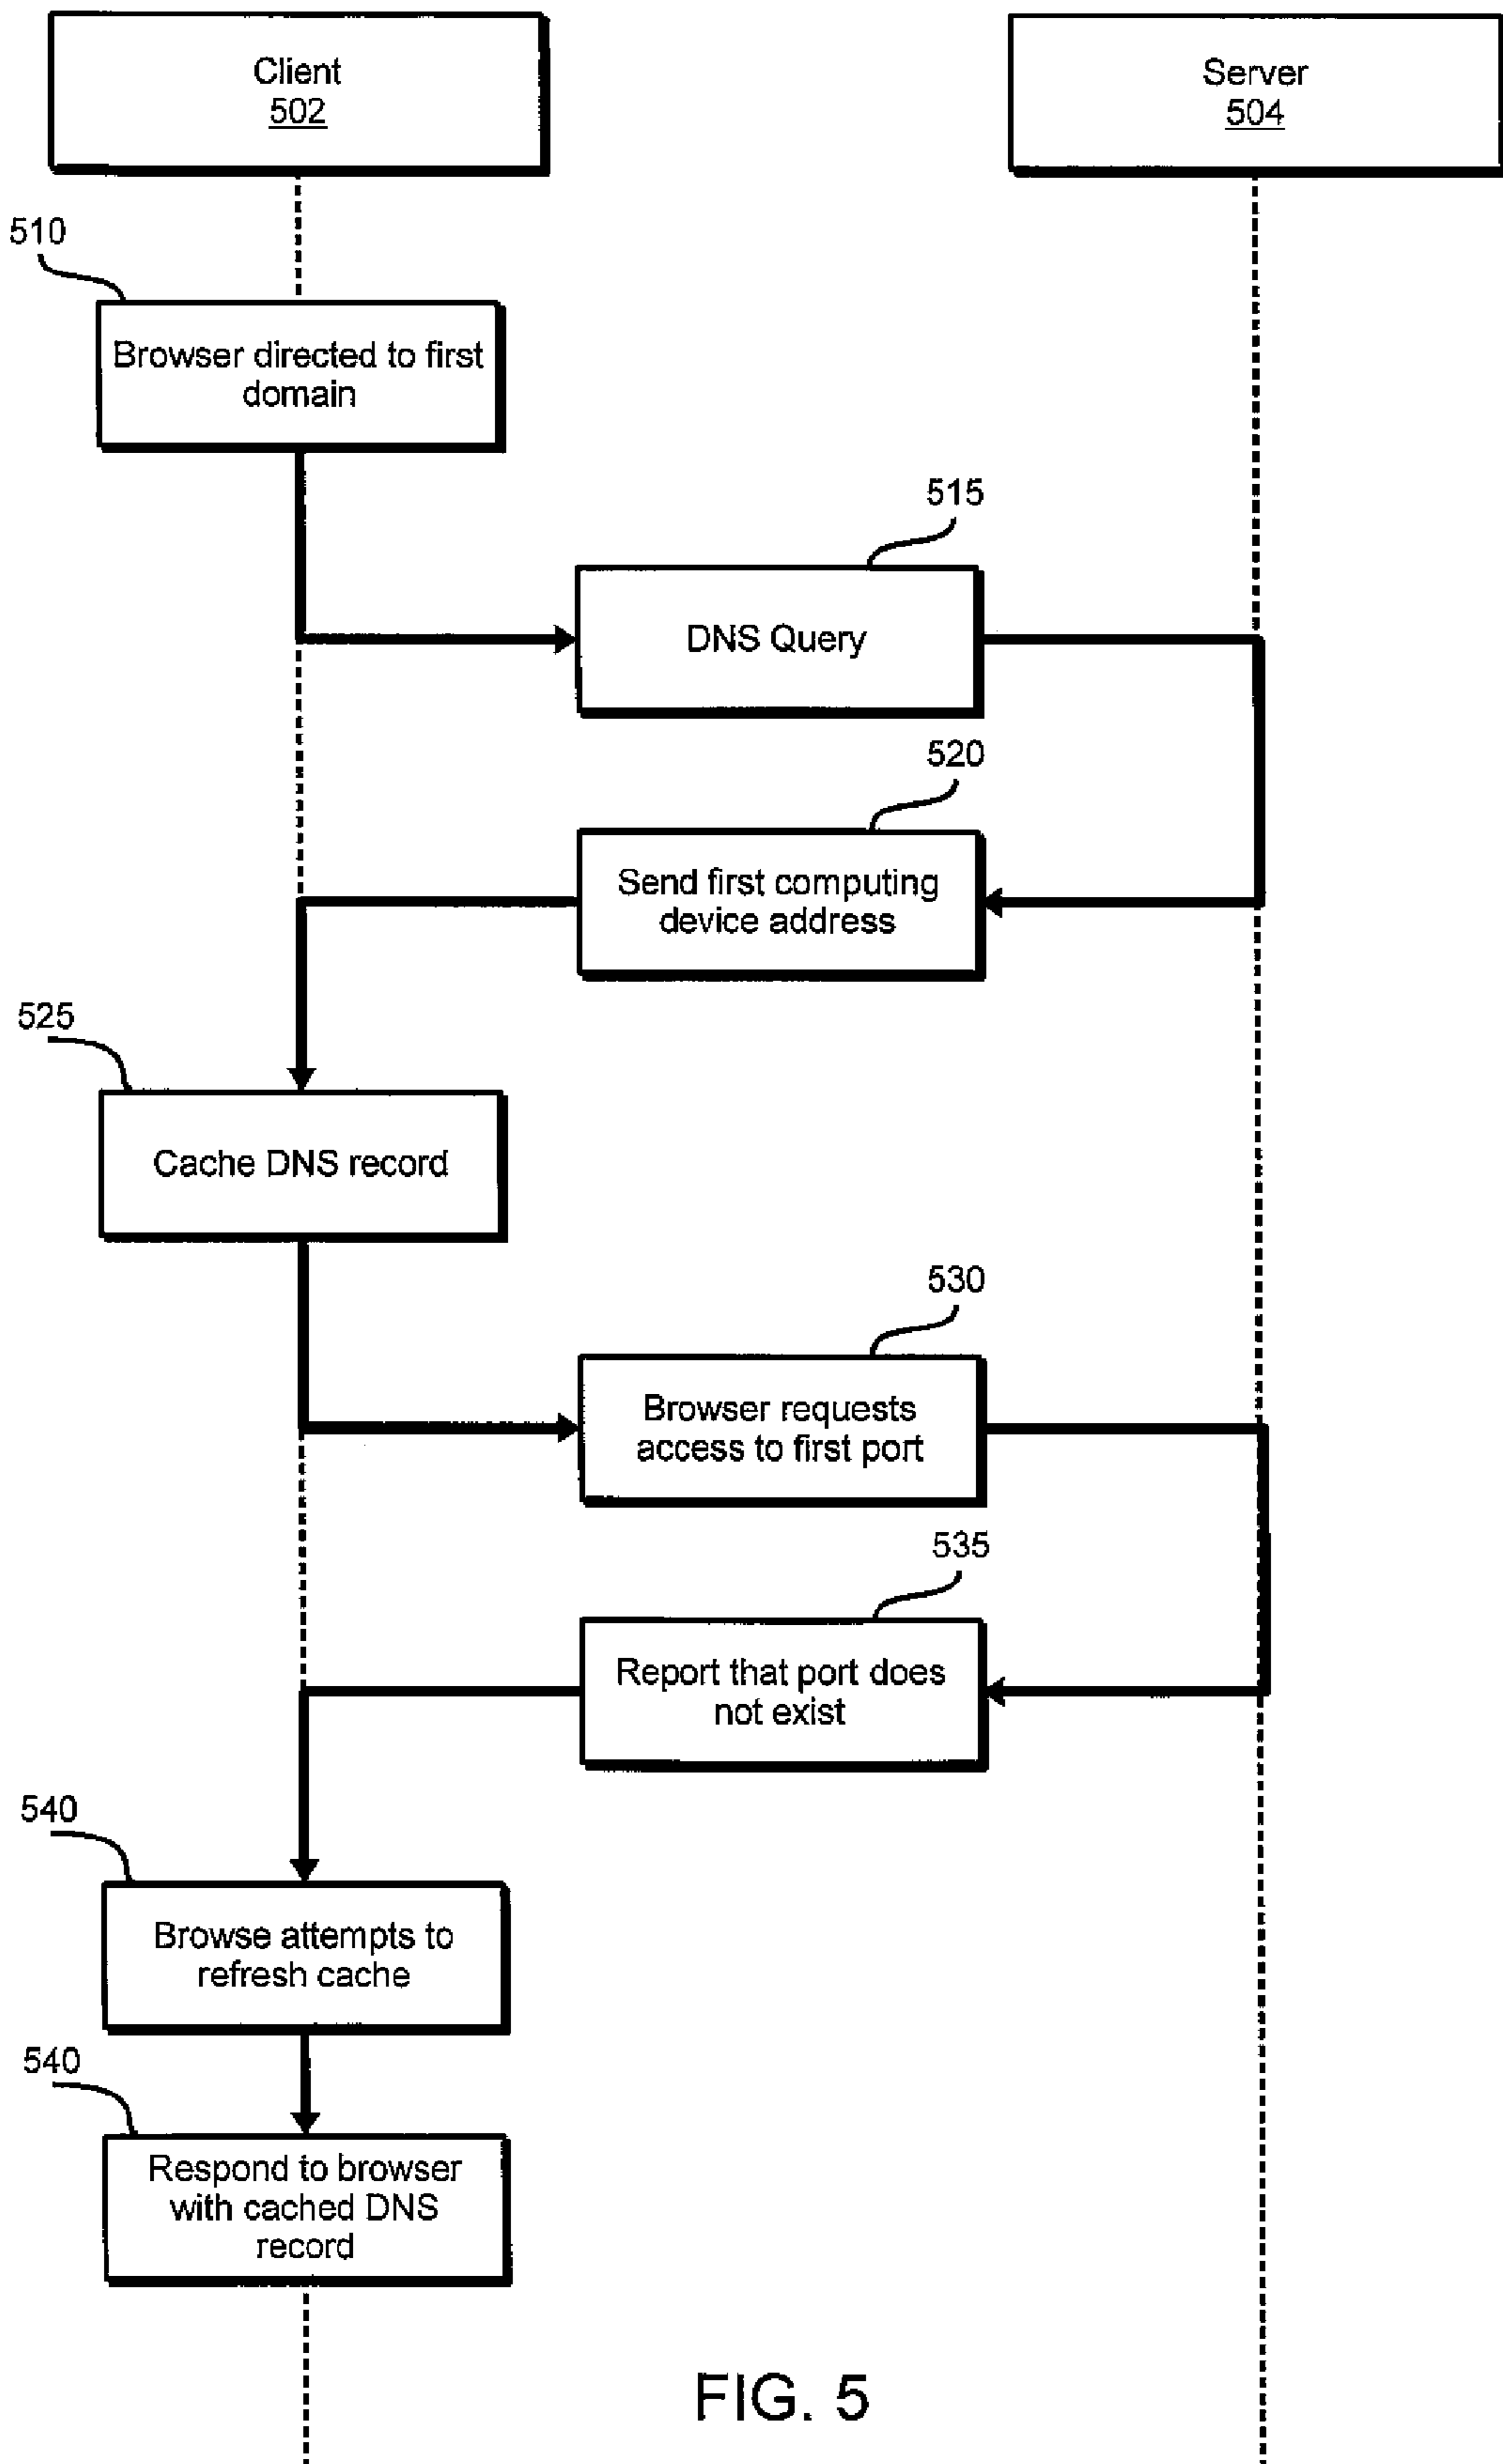 Client
502
Server
504
510
Browser directed to first
domain
515
DNS Query
520
Send first computing
device address
525
Cache DNS record
530
Browser requests
access to first port
535
Report that port does
not exist
540
Browse attempts to
refresh cache
540
Respond to browser
with cached DNS
record
FIG. 5